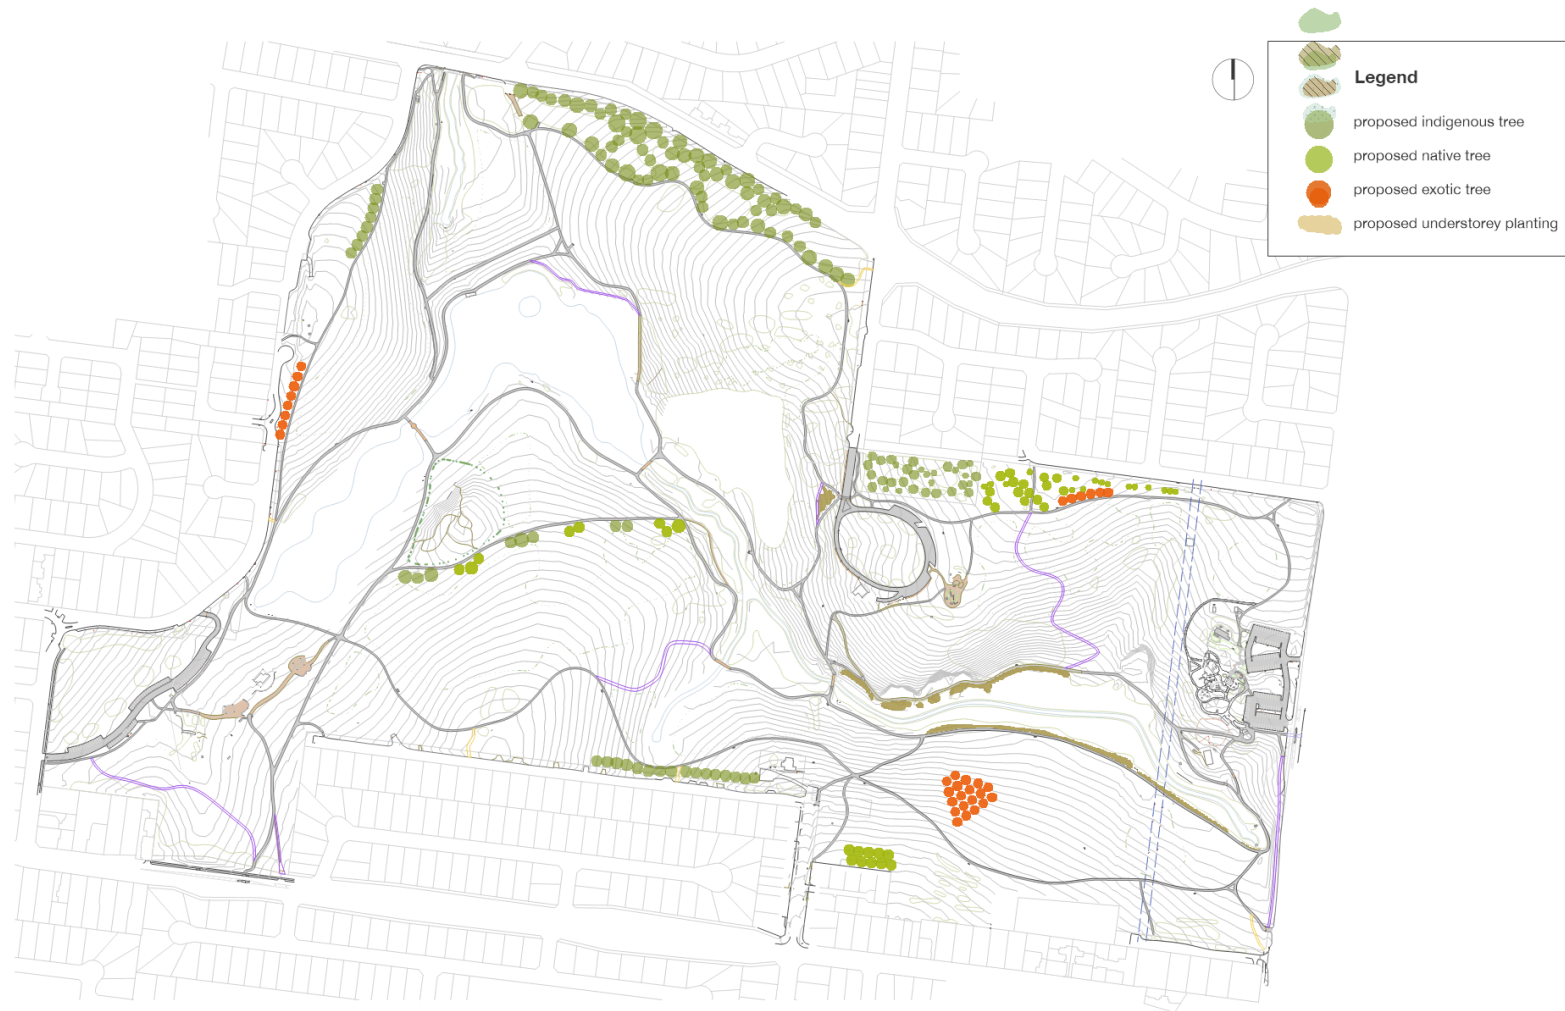 Legend
proposed indigenous tree
proposed native tree
proposed exotic tree
proposed understorey planting